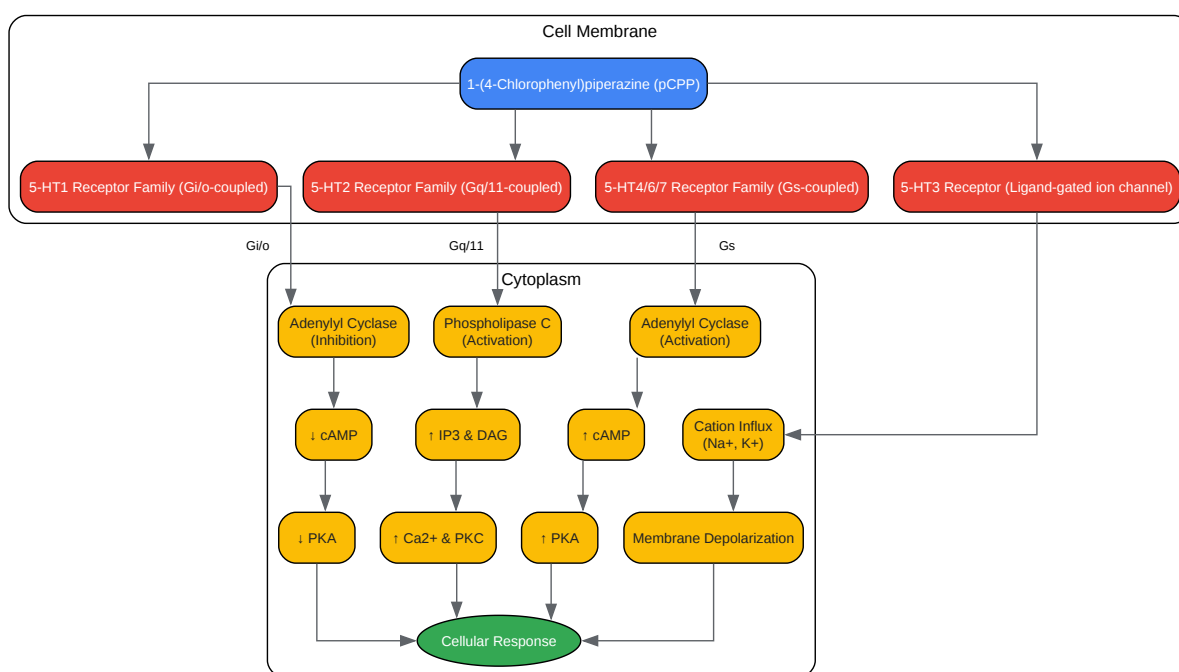 Cell Membrane
1-(4-Chlorophenyl)piperazine (pCPP)
5-HT1 Receptor Family (Gi/o-coupled)
5-HT2 Receptor Family (Gq/11-coupled)
5-HT4/6/7 Receptor Family (Gs-coupled)
5-HT3 Receptor (Ligand-gated ion channel)
Gi/o
Gq/11
Gs
Cytoplasm
Adenylyl Cyclase
(Inhibition)
Phospholipase C
(Activation)
Adenylyl Cyclase
(Activation)
↓ cAMP
↑ IP3 & DAG
↑ cAMP
Cation Influx
(Na+, K+)
↓ PKA
↑ Ca2+ & PKC
↑ PKA
Membrane Depolarization
Cellular Response